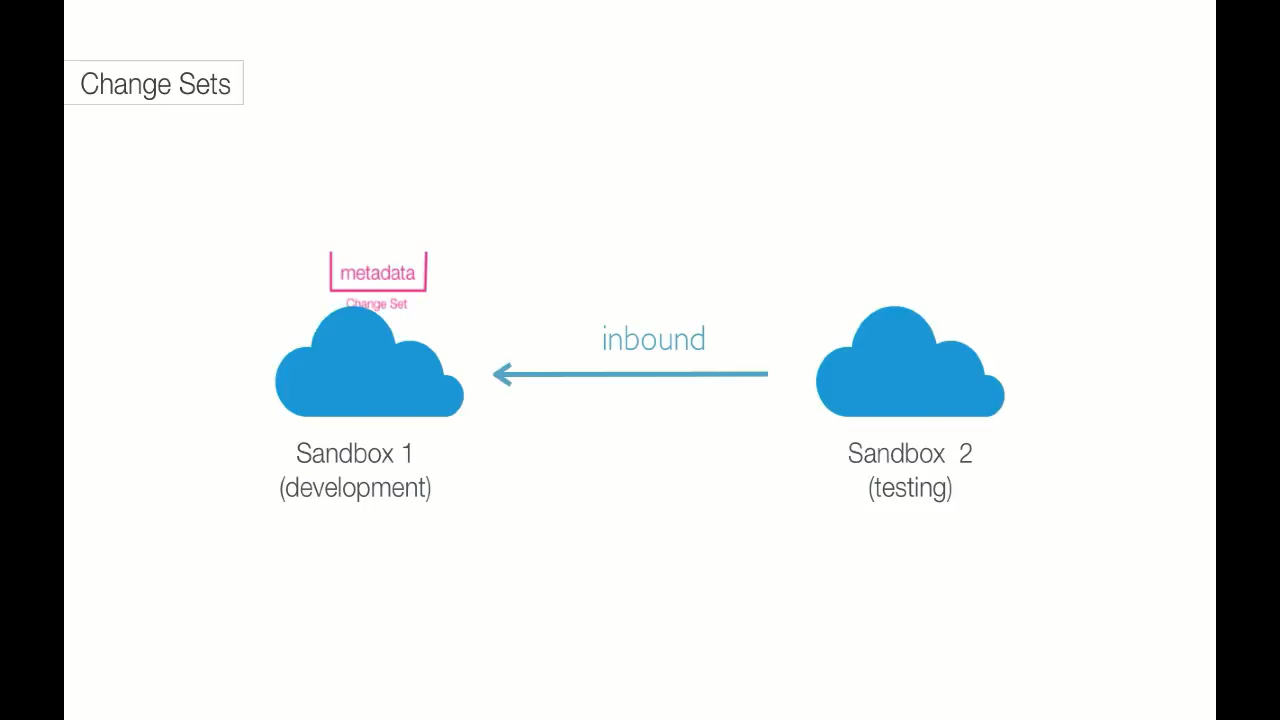 Change Sets
metadata
Change Set
inbound
Sandbox 1
(development)
Sandbox 2
(testing)